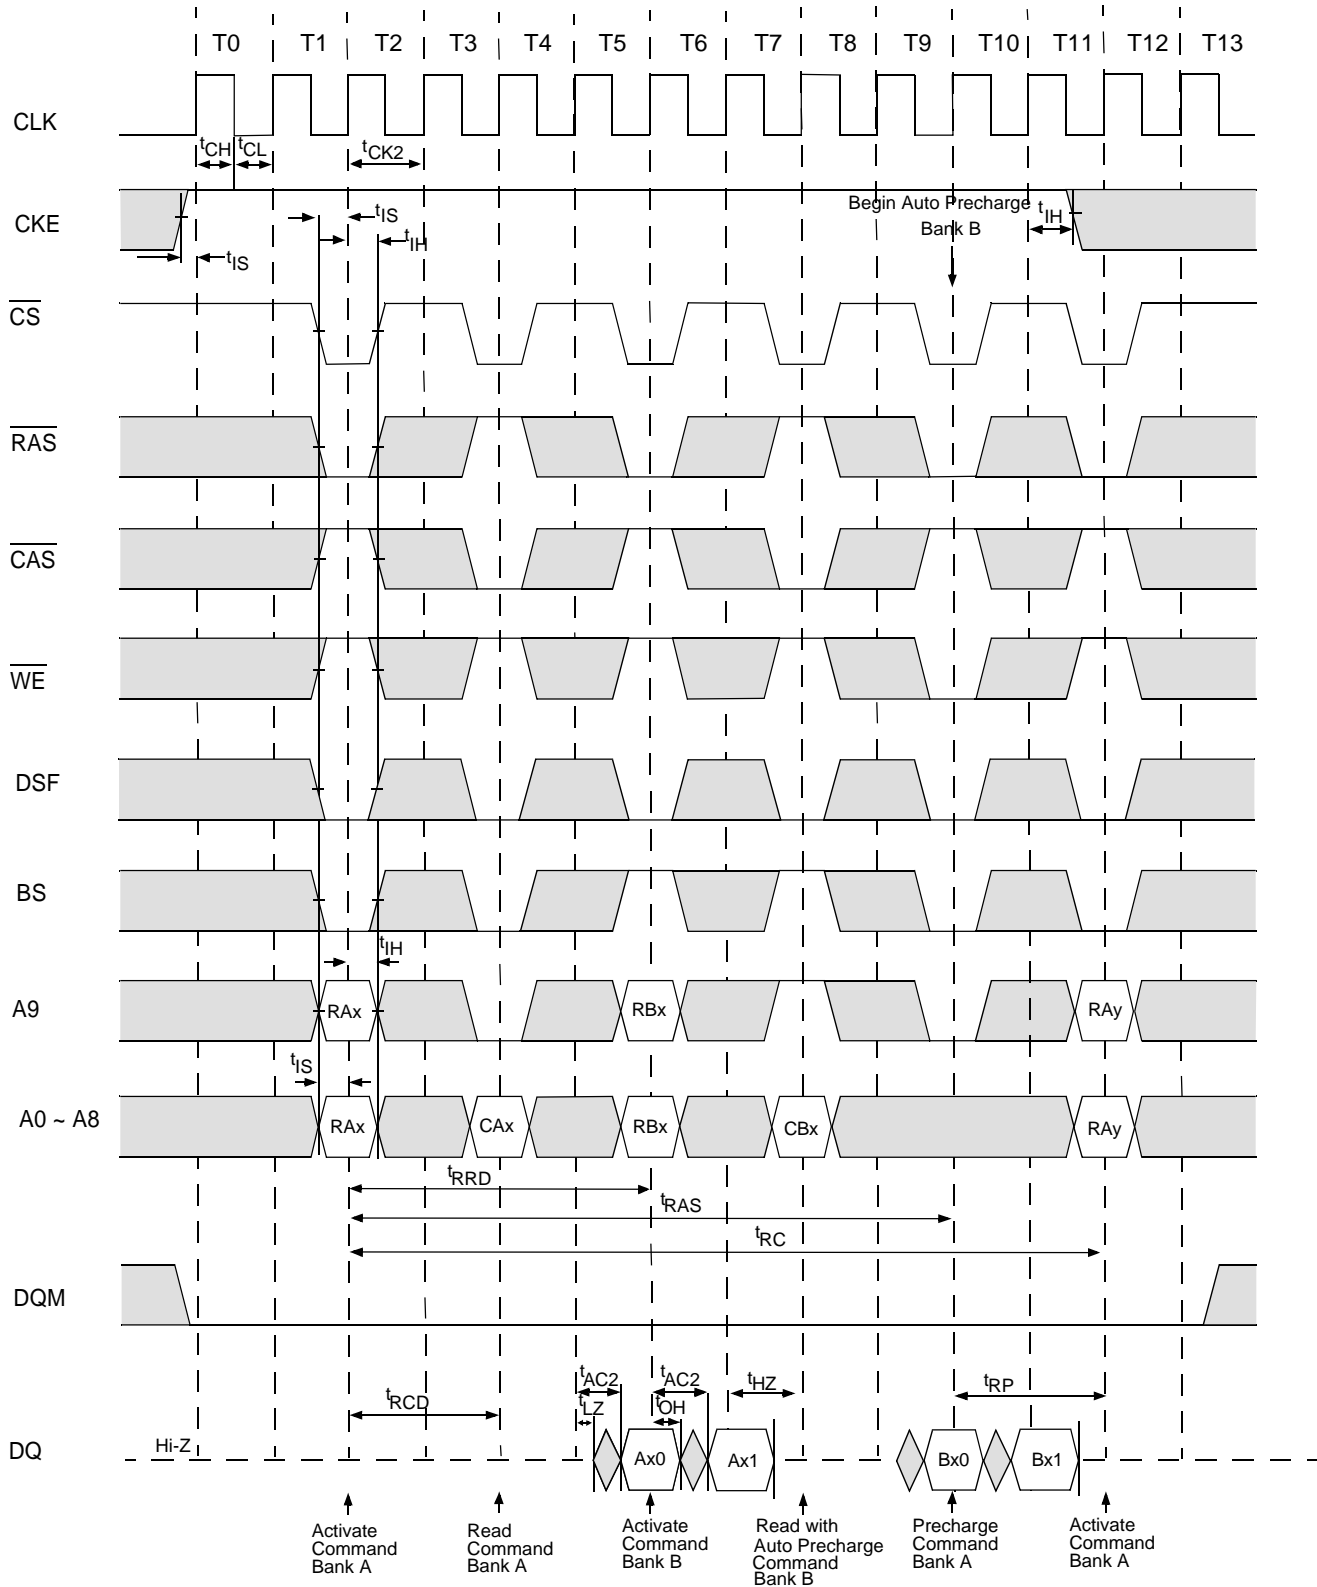 T0 T1 T2 T3 T4 T5 T6 T7 T8 T9 T10 T11 T12 T13
CLK
tCH tCL tCK2
CKE
tIS
tIH
tIS
Begin Auto Precharge
Bank B
tIH
CS
RAS
CAS
WE
DSF
BS
tIH
A9
RAx RBx RAy
tIS
A0 ~ A8
RAx CAx RBx CBx RAy
tRRD
tRAS
tRC
DQM
tAC2 tAC2 tHZ tRP
tRCD tLZ tOH
DQ
Hi-Z
Ax0 Ax1 Bx0 Bx1
Activate
Command
Bank A
Read
Command
Bank A
Activate
Command
Bank B
Read with
Auto Precharge
Command
Bank B
Precharge
Command
Bank A
Activate
Command
Bank A